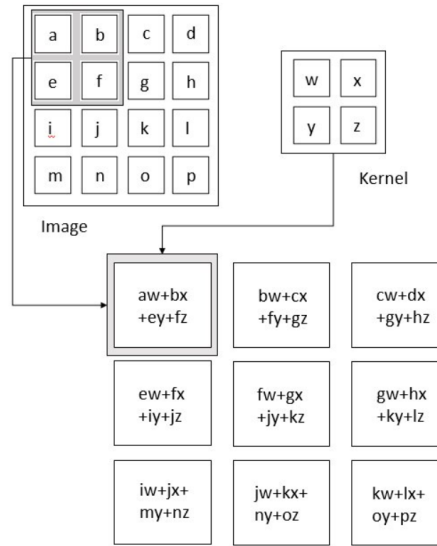 a b c d
w x
e f g h
y z
i j k l
m n o p
Kernel
Image
aw+bx
+ey+fz
bw+cx
+fy+gz
cw+dx
+gy+hz
ew+fx
+iy+jz
fw+gx
+jy+kz
gw+hx
+ky+lz
iw+jx+
my+nz
jw+kx+
ny+oz
kw+lx+
oy+pz